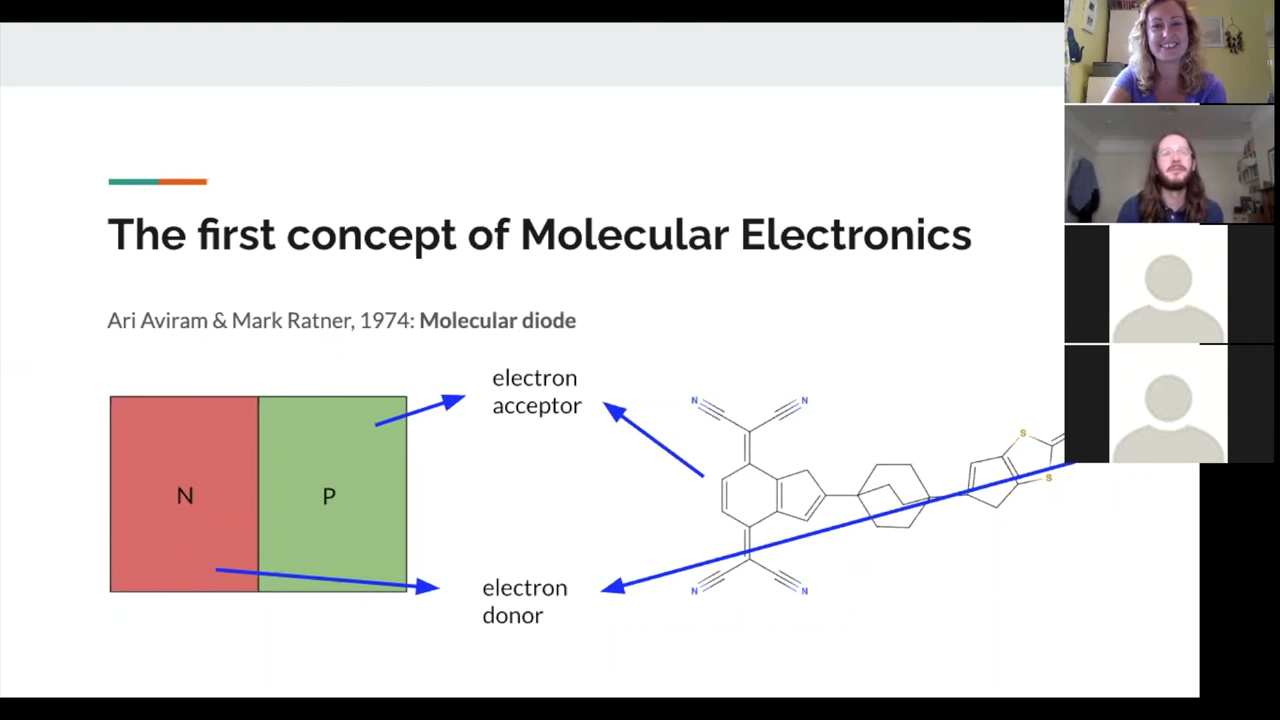 The first concept of Molecular Electronics
Ari Aviram & Mark Ratner, 1974: Molecular diode
electron
acceptor
N
P
electron
donor
N
N
S
S
N
N